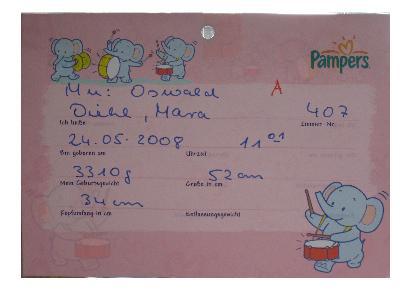 Pampers
Mu: Oswald
A
Diehl, Mara 407
Ich heiße Zimmer-Nr.
24.05.2008 11 01
Bin geboren am Uhrzeit
3310g 52cm
Mein Geburtsgewicht Größe in cm
34cm
Kopfumfang in cm Entlassungsgewicht